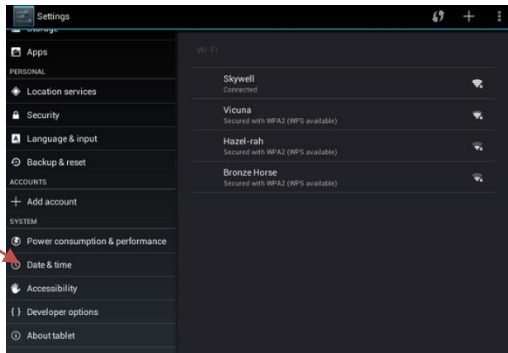 Settings
Storage
Apps
PERSONAL
Location services
Security
Language & input
Backup & reset
ACCOUNTS
Add account
SYSTEM
Power consumption & performance
Date & time
Accessibility
Developer options
About tablet
Wi-Fi
Skywell
Connected
Vicuna
Secured with WPA2 (WPS available)
Hazel-rah
Secured with WPA2 (WPS available)
Bronze Horse
Secured with WPA2 (WPS available)